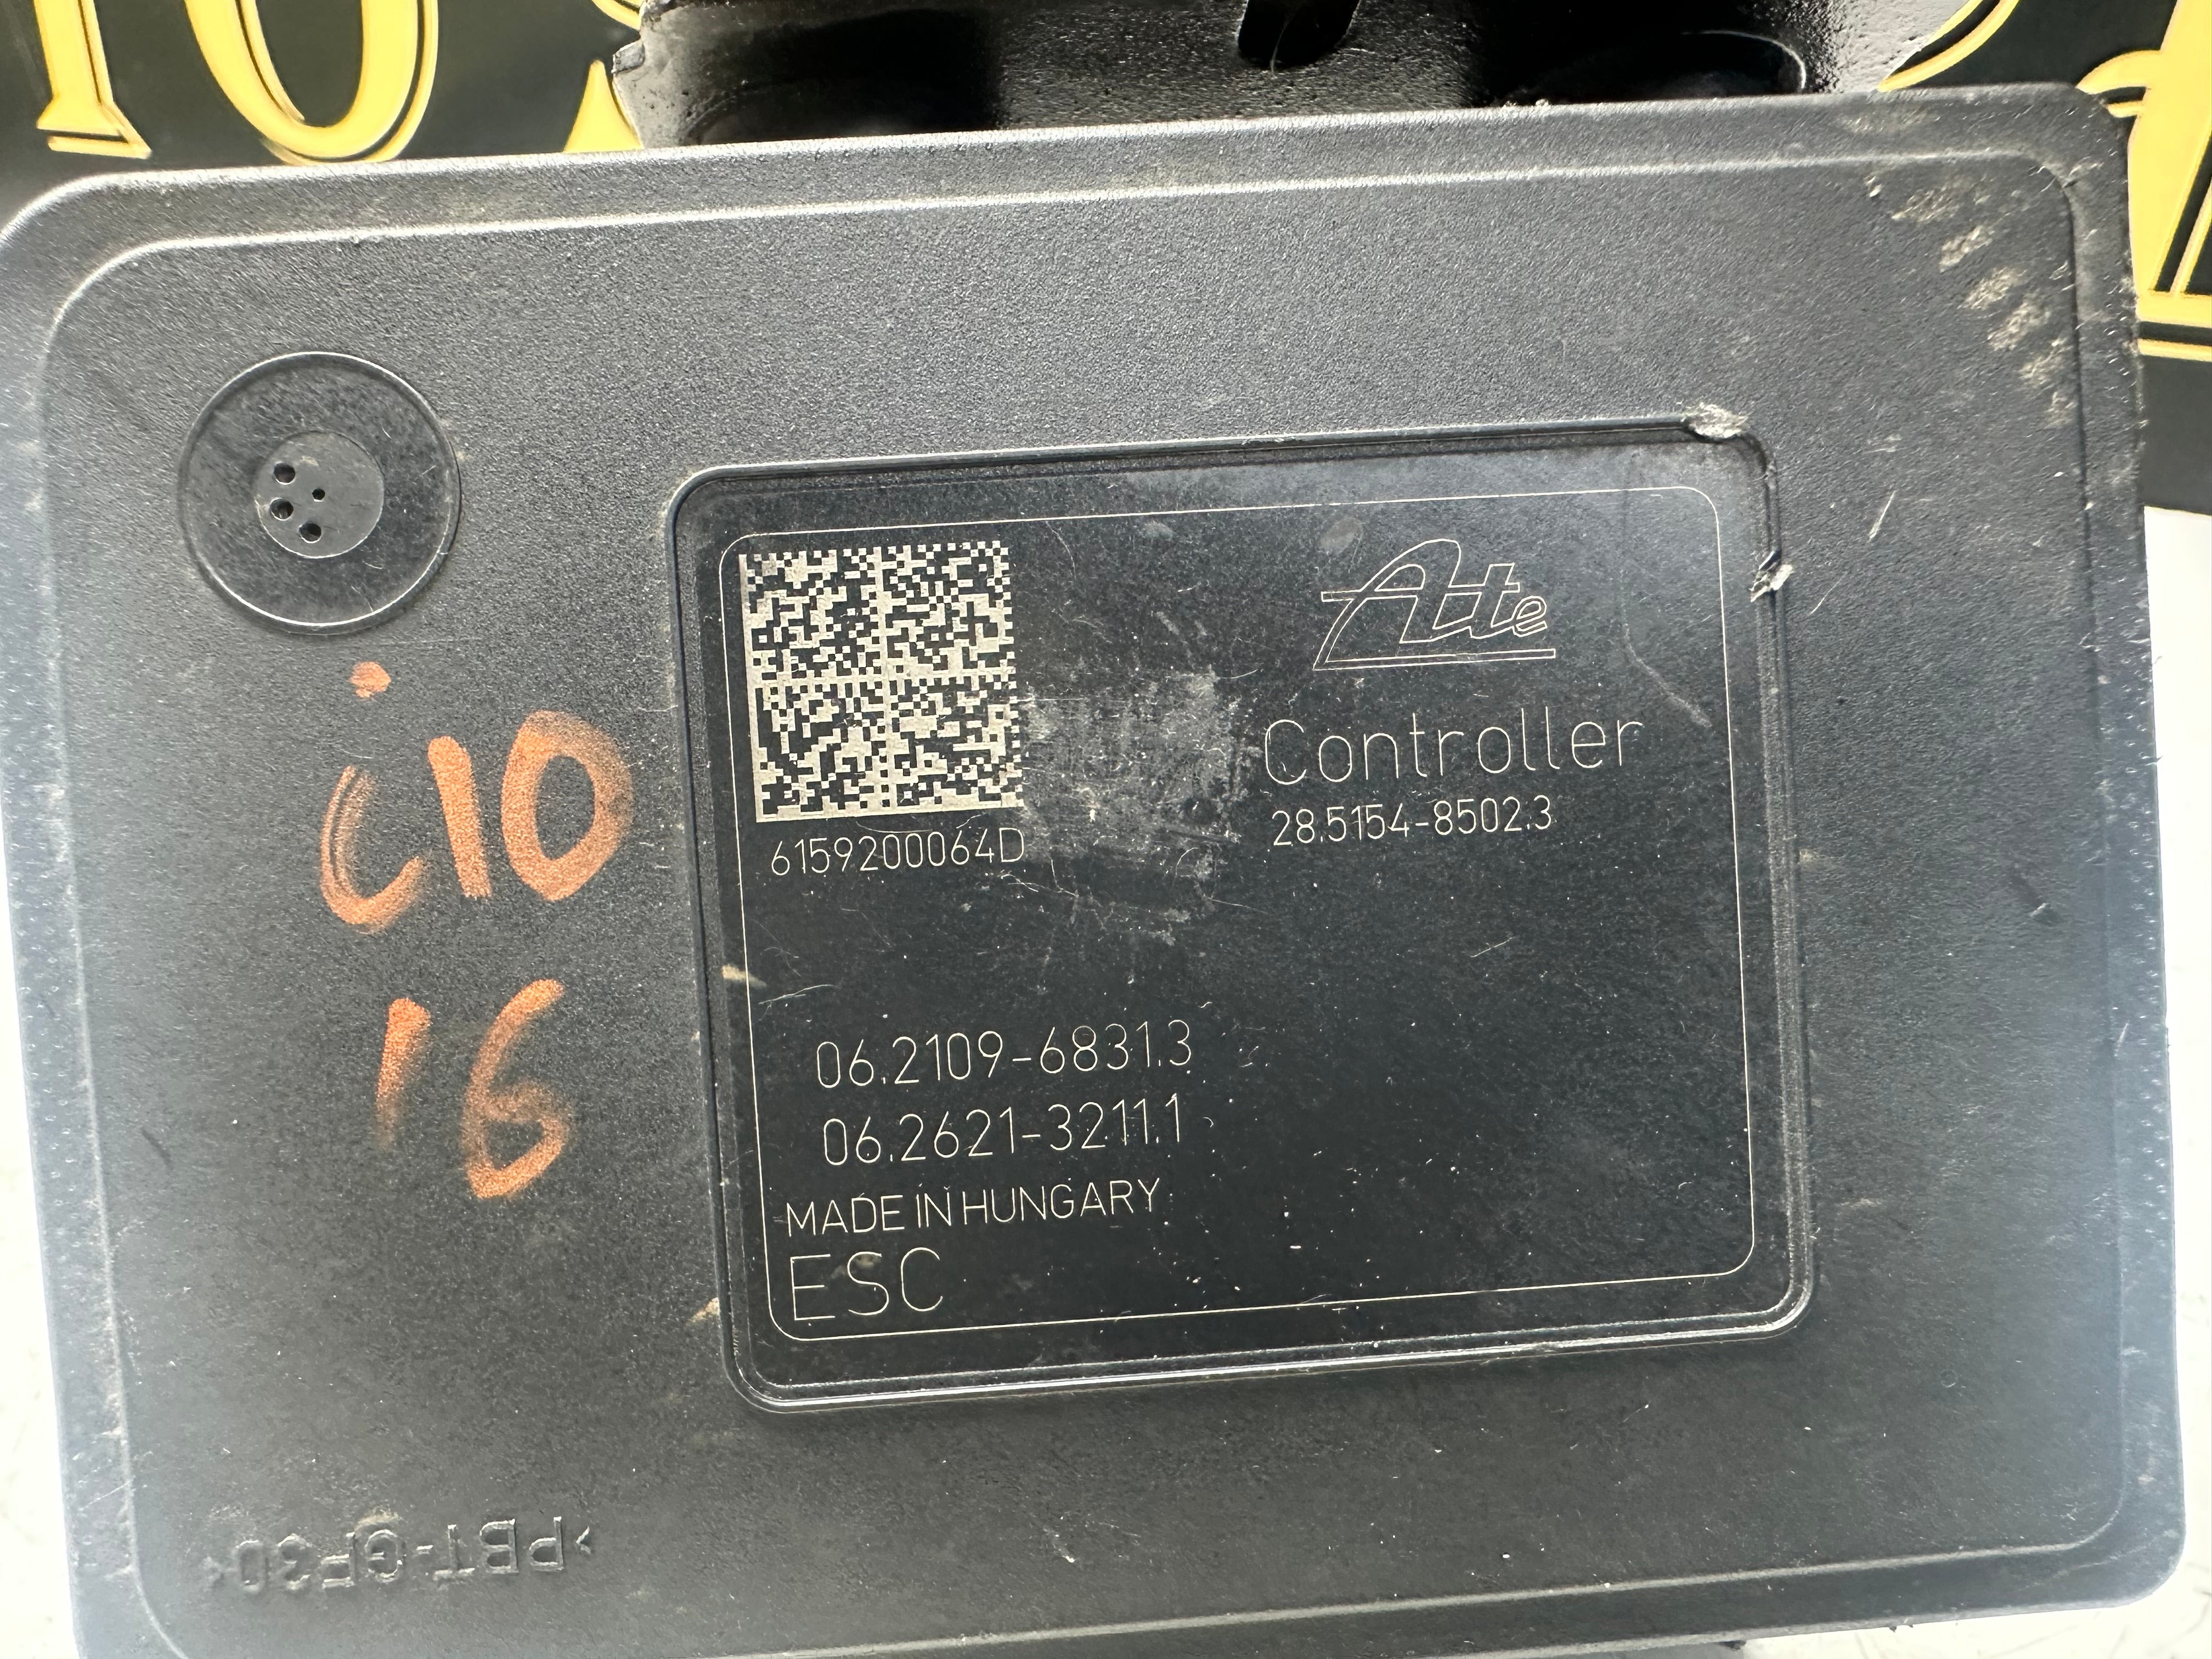 Ate
Controller
28.5154-8502.3
6159200064D
i10
'16
06.2109-6831.3
06.2621-3211.1
MADE IN HUNGARY
ESC
>PBT-GF30<